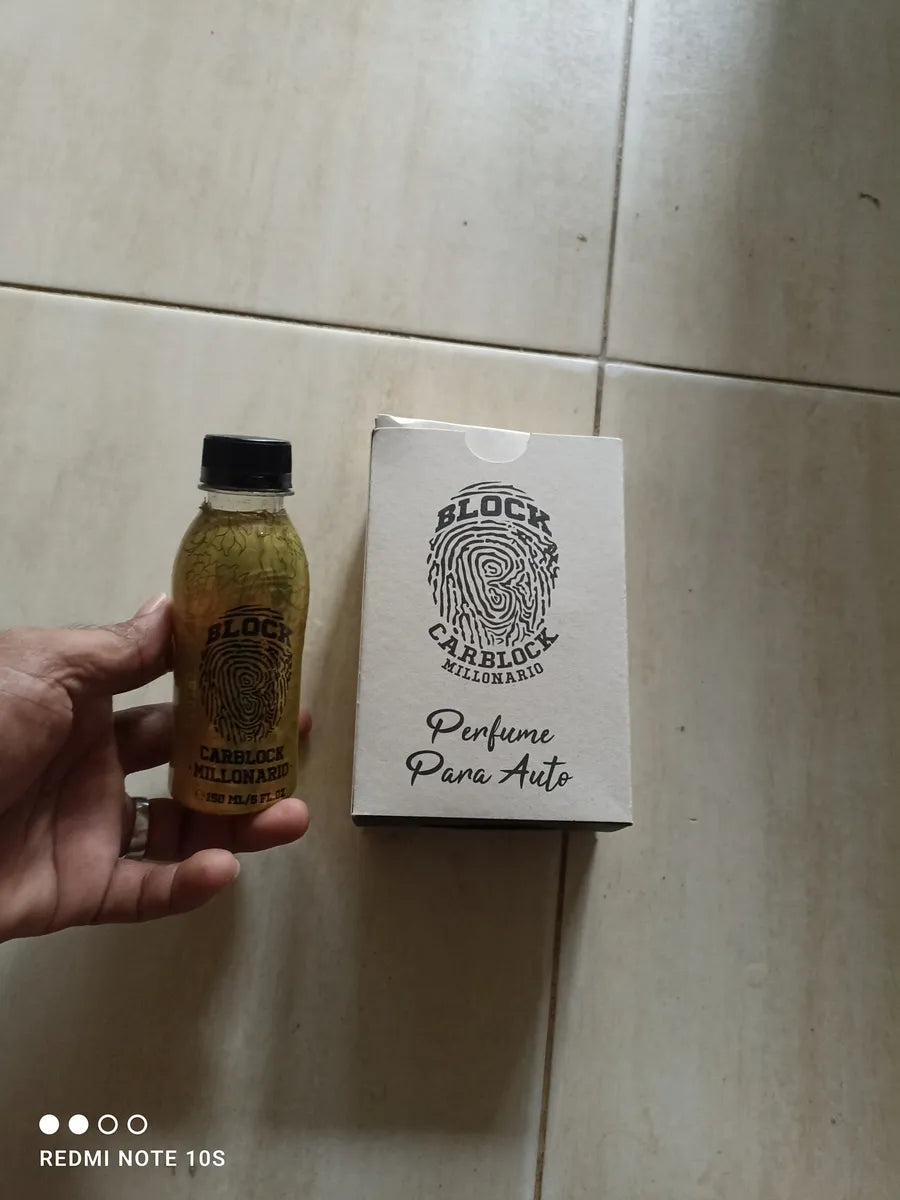 BLOCK
CARBLOCK
·MILLONARIO·
150 ML/5 FL.OZ
BLOCK
CARBLOCK
MILLONARIO
Perfume
Para Auto
REDMI NOTE 10S